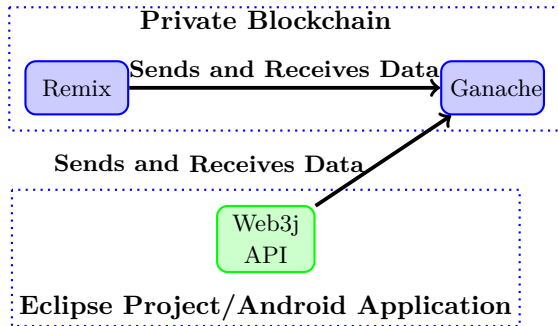 Private Blockchain
Sends and Receives Data
Remix
Ganache
Sends and Receives Data
Web3j
API
Eclipse Project/Android Application